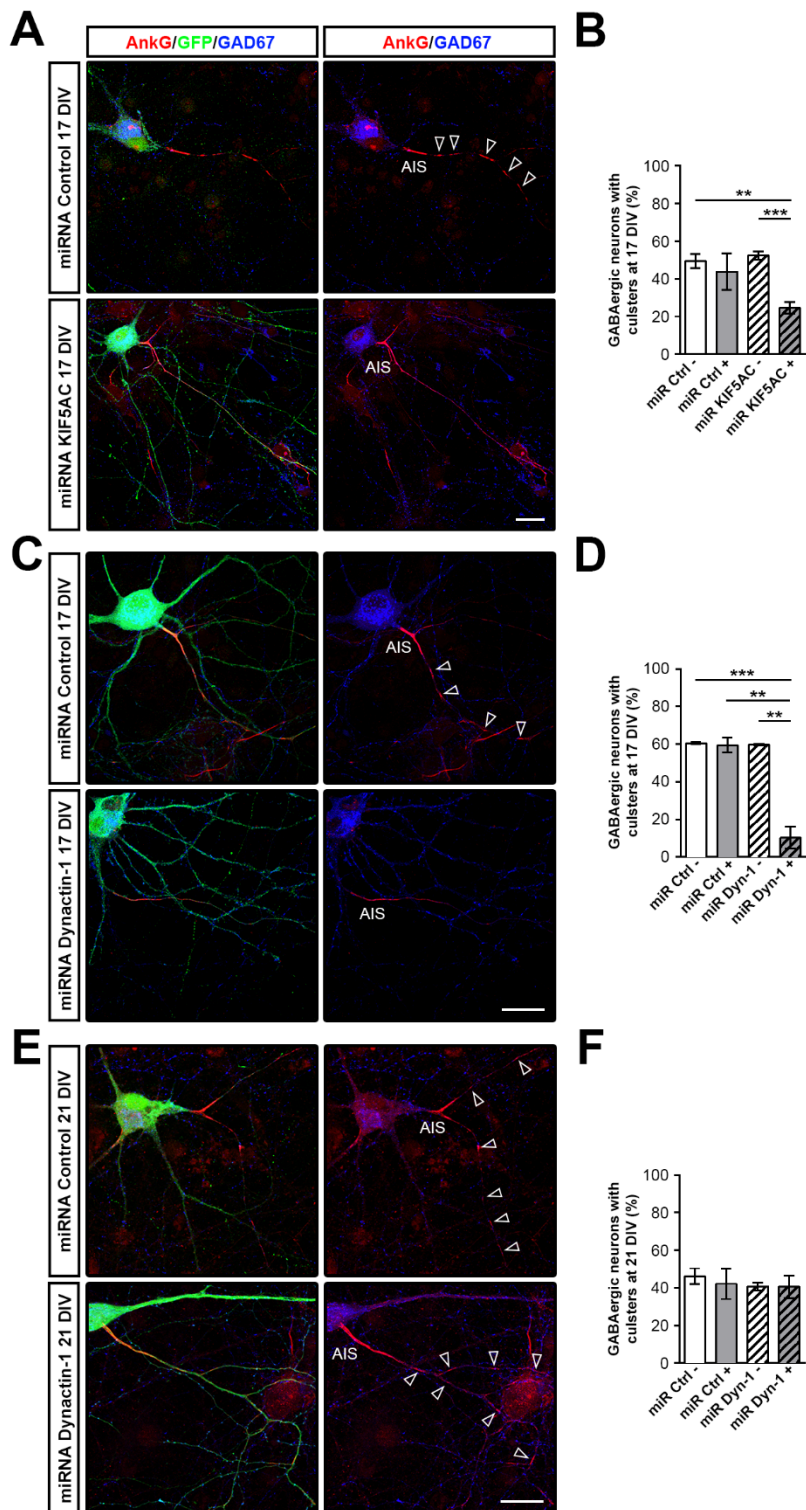 A
AnkG/GFP/GAD67
AnkG/GAD67
miRNA Control 17 DIV
AIS
miRNA KIF5AC 17 DIV
AIS
B
GABAergic neurons with
culsters at 17 DIV (%)
100
80
60
40
20
0
**
***
miR Ctrl -
miR Ctrl +
miR KIF5AC -
miR KIF5AC +
C
miRNA Control 17 DIV
AIS
miRNA Dynactin-1 17 DIV
AIS
D
GABAergic neurons with
culsters at 17 DIV (%)
100
80
60
40
20
0
***
**
**
miR Ctrl -
miR Ctrl +
miR Dyn-1 -
miR Dyn-1 +
E
miRNA Control 21 DIV
AIS
miRNA Dynactin-1 21 DIV
AIS
F
GABAergic neurons with
culsters at 21 DIV (%)
100
80
60
40
20
0
miR Ctrl -
miR Ctrl +
miR Dyn-1 -
miR Dyn-1 +